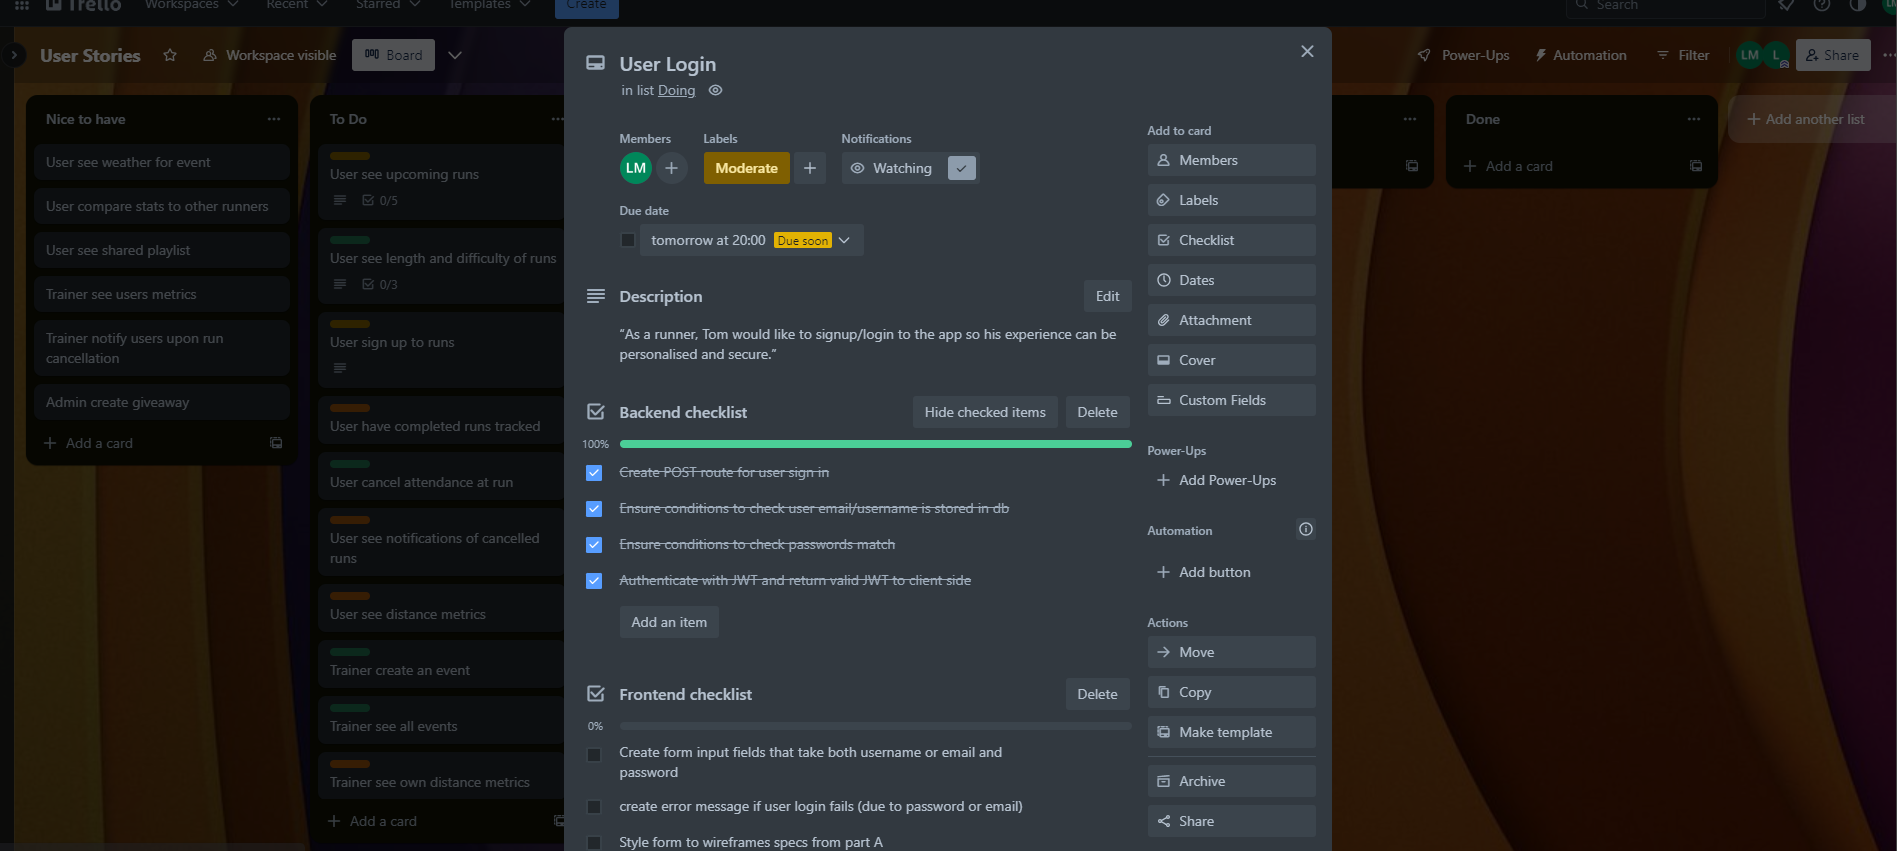 Trello
Workspaces
Recent
Starred
Templates
Create
Search
LM
User Stories
Workspace visible
Board
Power-Ups
Automation
Filter
LM
L
Share
Nice to have
User see weather for event
User compare stats to other runners
User see shared playlist
Trainer see users metrics
Trainer notify users upon run
cancellation
Admin create giveaway
Add a card
To Do
User see upcoming runs
0/5
User see length and difficulty of runs
0/3
User sign up to runs
User have completed runs tracked
User cancel attendance at run
User see notifications of cancelled
runs
User see distance metrics
Trainer create an event
Trainer see all events
Trainer see own distance metrics
Add a card
User Login
in list Doing
Members
Labels
Notifications
LM
Moderate
Watching
Due date
tomorrow at 20:00 Due soon
Description
Edit
“As a runner, Tom would like to signup/login to the app so his experience can be
personalised and secure.”
Backend checklist
Hide checked items
Delete
100%
Create POST route for user sign in
Ensure conditions to check user email/username is stored in db
Ensure conditions to check passwords match
Authenticate with JWT and return valid JWT to client side
Add an item
Frontend checklist
Delete
0%
Create form input fields that take both username or email and
password
create error message if user login fails (due to password or email)
Style form to wireframes specs from part A
Add to card
Members
Labels
Checklist
Dates
Attachment
Cover
Custom Fields
Power-Ups
Add Power-Ups
Automation
Add button
Actions
Move
Copy
Make template
Archive
Share
Done
Add a card
Add another list